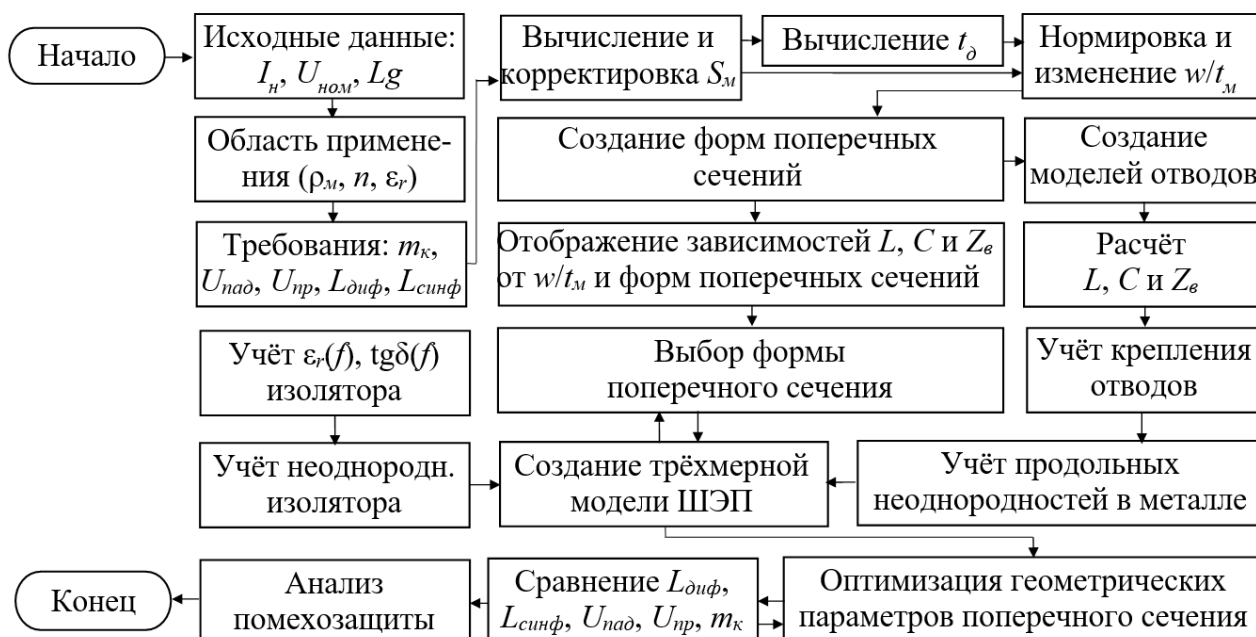 Начало
Исходные данные:
Iн, Uном, Lg
Область примене-
ния (ρм, n, εr)
Требования: mк,
Uпад, Uпр, Lдиф, Lсинф
Вычисление и
корректировка Sм
Вычисление tд
Нормировка и
изменение w/tм
Создание форм поперечных
сечений
Создание
моделей отводов
Отображение зависимостей L, C и Zв
от w/tм и форм поперечных сечений
Расчёт
L, C и Zв
Выбор формы
поперечного сечения
Учёт крепления
отводов
Учёт εr(f), tgδ(f)
изолятора
Учёт неоднородн.
изолятора
Создание трёхмерной
модели ШЭП
Учёт продольных
неоднородностей в металле
Оптимизация геометрических
параметров поперечного сечения
Сравнение Lдиф,
Lсинф, Uпад, Uпр, mк
Анализ
помехозащиты
Конец